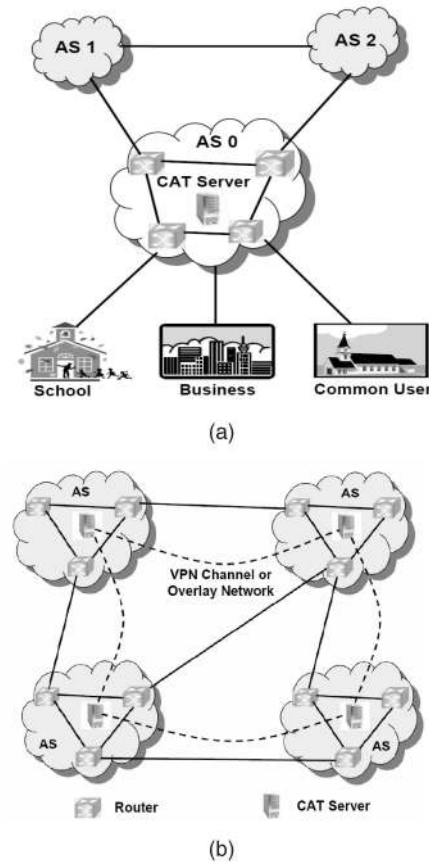 AS 1
AS 2
AS 0
CAT Server
School
Business
Common User
(a)
AS
AS
VPN Channel or
Overlay Network
AS
AS
Router
CAT Server
(b)